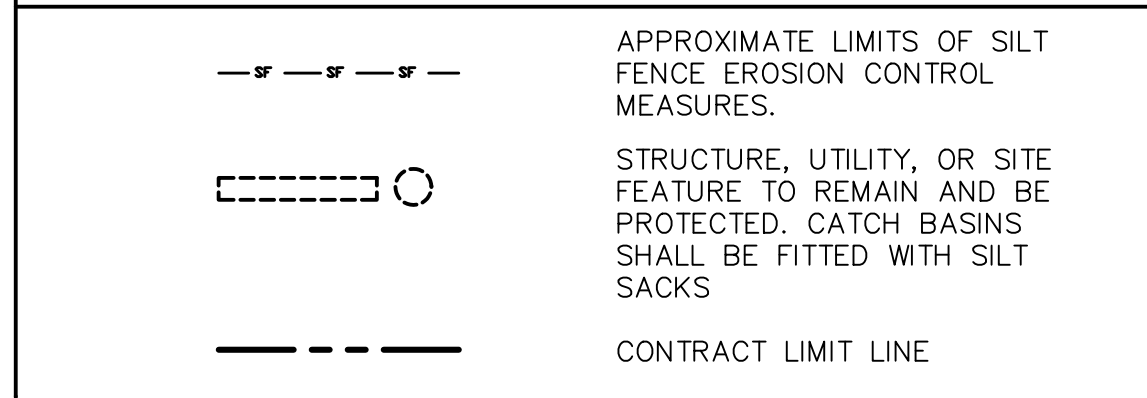 SF SF SF
APPROXIMATE LIMITS OF SILT
FENCE EROSION CONTROL
MEASURES.
STRUCTURE, UTILITY, OR SITE
FEATURE TO REMAIN AND BE
PROTECTED. CATCH BASINS
SHALL BE FITTED WITH SILT
SACKS
CONTRACT LIMIT LINE